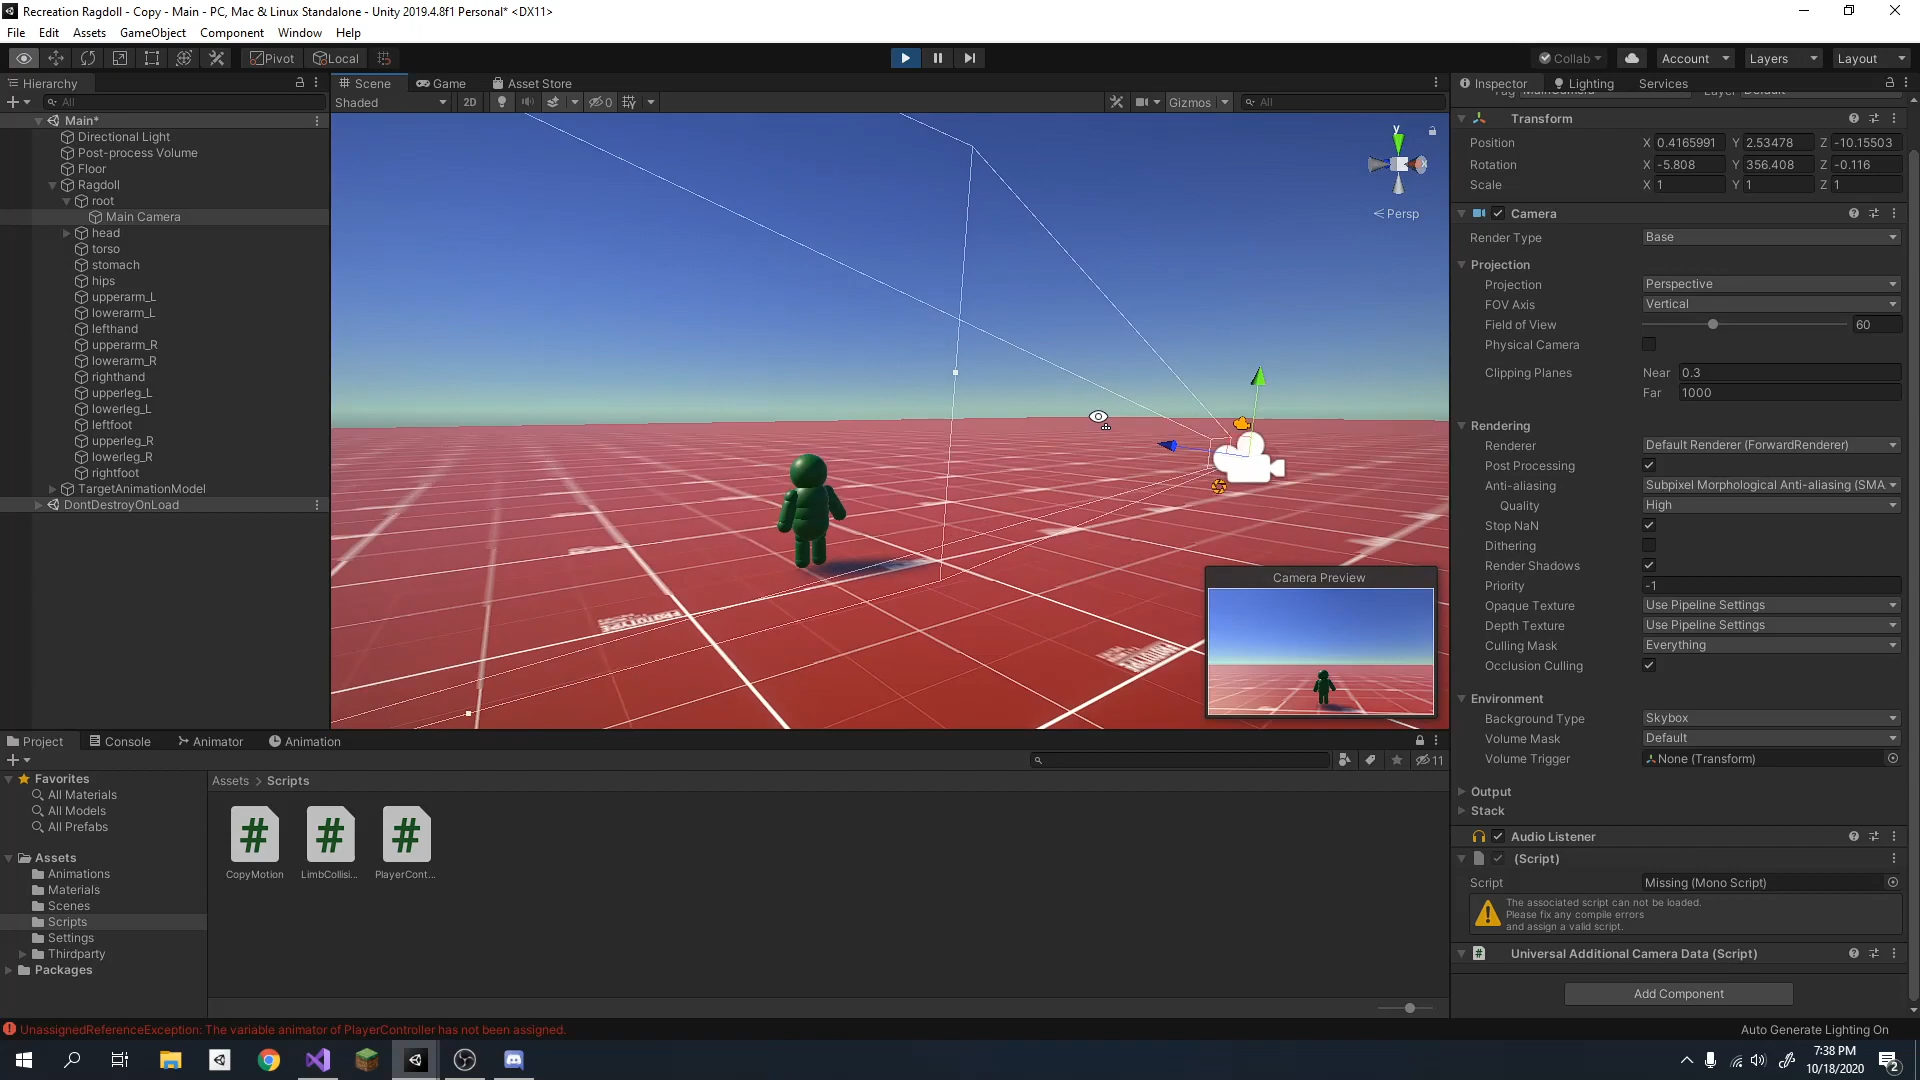 Recreation Ragdoll - Copy - Main - PC, Mac & Linux Standalone - Unity 2019.4.8f1 Personal* <DX11>
File Edit Assets GameObject Component Window Help
Pivot Local Collab Account Layers Layout
Hierarchy
All
Main*
Directional Light
Post-process Volume
Floor
Ragdoll
root
Main Camera
head
torso
stomach
hips
upperarm_L
lowerarm_L
lefthand
upperarm_R
lowerarm_R
righthand
upperleg_L
lowerleg_L
leftfoot
upperleg_R
lowerleg_R
rightfoot
TargetAnimationModel
DontDestroyOnLoad
Scene Game Asset Store
Shaded 2D 0 Gizmos All
y
x
Persp
PROTOTYPE
PROTOTYPE
Camera Preview
Inspector Lighting Services
Transform
Position X 0.4165991 Y 2.53478 Z -10.15503
Rotation X -5.808 Y 356.408 Z -0.116
Scale X 1 Y 1 Z 1
Camera
Render Type Base
Projection
Projection Perspective
FOV Axis Vertical
Field of View 60
Physical Camera
Clipping Planes Near 0.3
Far 1000
Rendering
Renderer Default Renderer (ForwardRenderer)
Post Processing
Anti-aliasing Subpixel Morphological Anti-aliasing (SMA
Quality High
Stop NaN
Dithering
Render Shadows
Priority -1
Opaque Texture Use Pipeline Settings
Depth Texture Use Pipeline Settings
Culling Mask Everything
Occlusion Culling
Environment
Background Type Skybox
Volume Mask Default
Volume Trigger None (Transform)
Output
Stack
Audio Listener
(Script)
Script Missing (Mono Script)
The associated script can not be loaded.
Please fix any compile errors
and assign a valid script.
Universal Additional Camera Data (Script)
Add Component
Project Console Animator Animation
11
Favorites
All Materials
All Models
All Prefabs
Assets
Animations
Materials
Scenes
Scripts
Settings
Thirdparty
Packages
Assets > Scripts
CopyMotion LimbCollisi... PlayerCont...
UnassignedReferenceException: The variable animator of PlayerController has not been assigned.
Auto Generate Lighting On
7:38 PM
10/18/2020
2